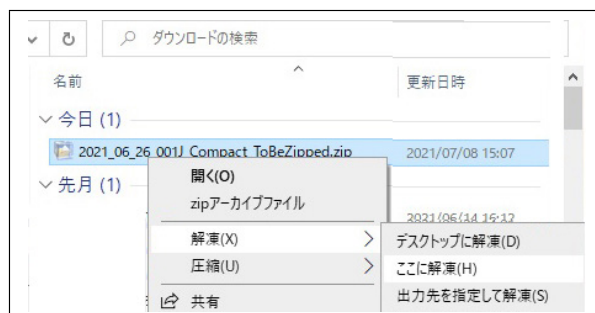 ダウンロードの検索
名前 更新日時
今日 (1)
2021_06_26_001J_Compact_ToBeZipped.zip 2021/07/08 15:07
開く(O)
先月 (1)
zipアーカイブファイル
2021/06/14 15:12
解凍(X) デスクトップに解凍(D)
圧縮(U) ここに解凍(H)
共有 出力先を指定して解凍(S)